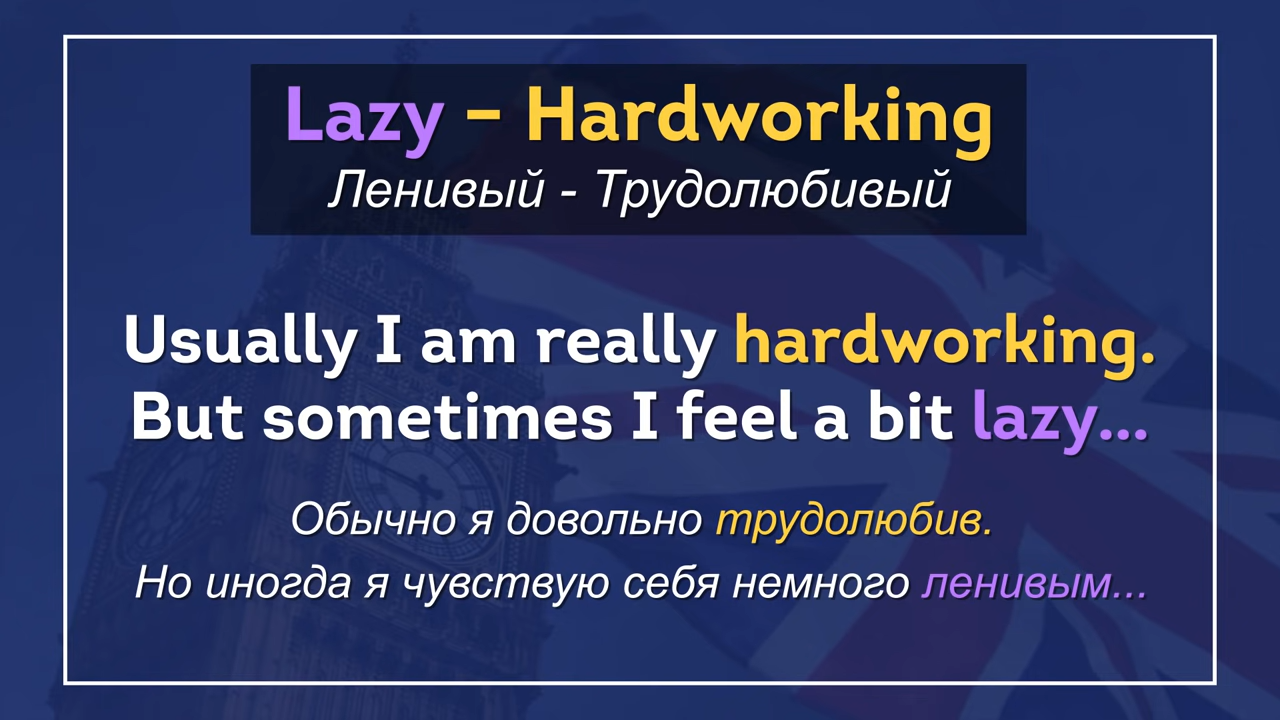 Lazy – Hardworking
Ленивый - Трудолюбивый
Usually I am really hardworking.
But sometimes I feel a bit lazy...
Обычно я довольно трудолюбив.
Но иногда я чувствую себя немного ленивым...